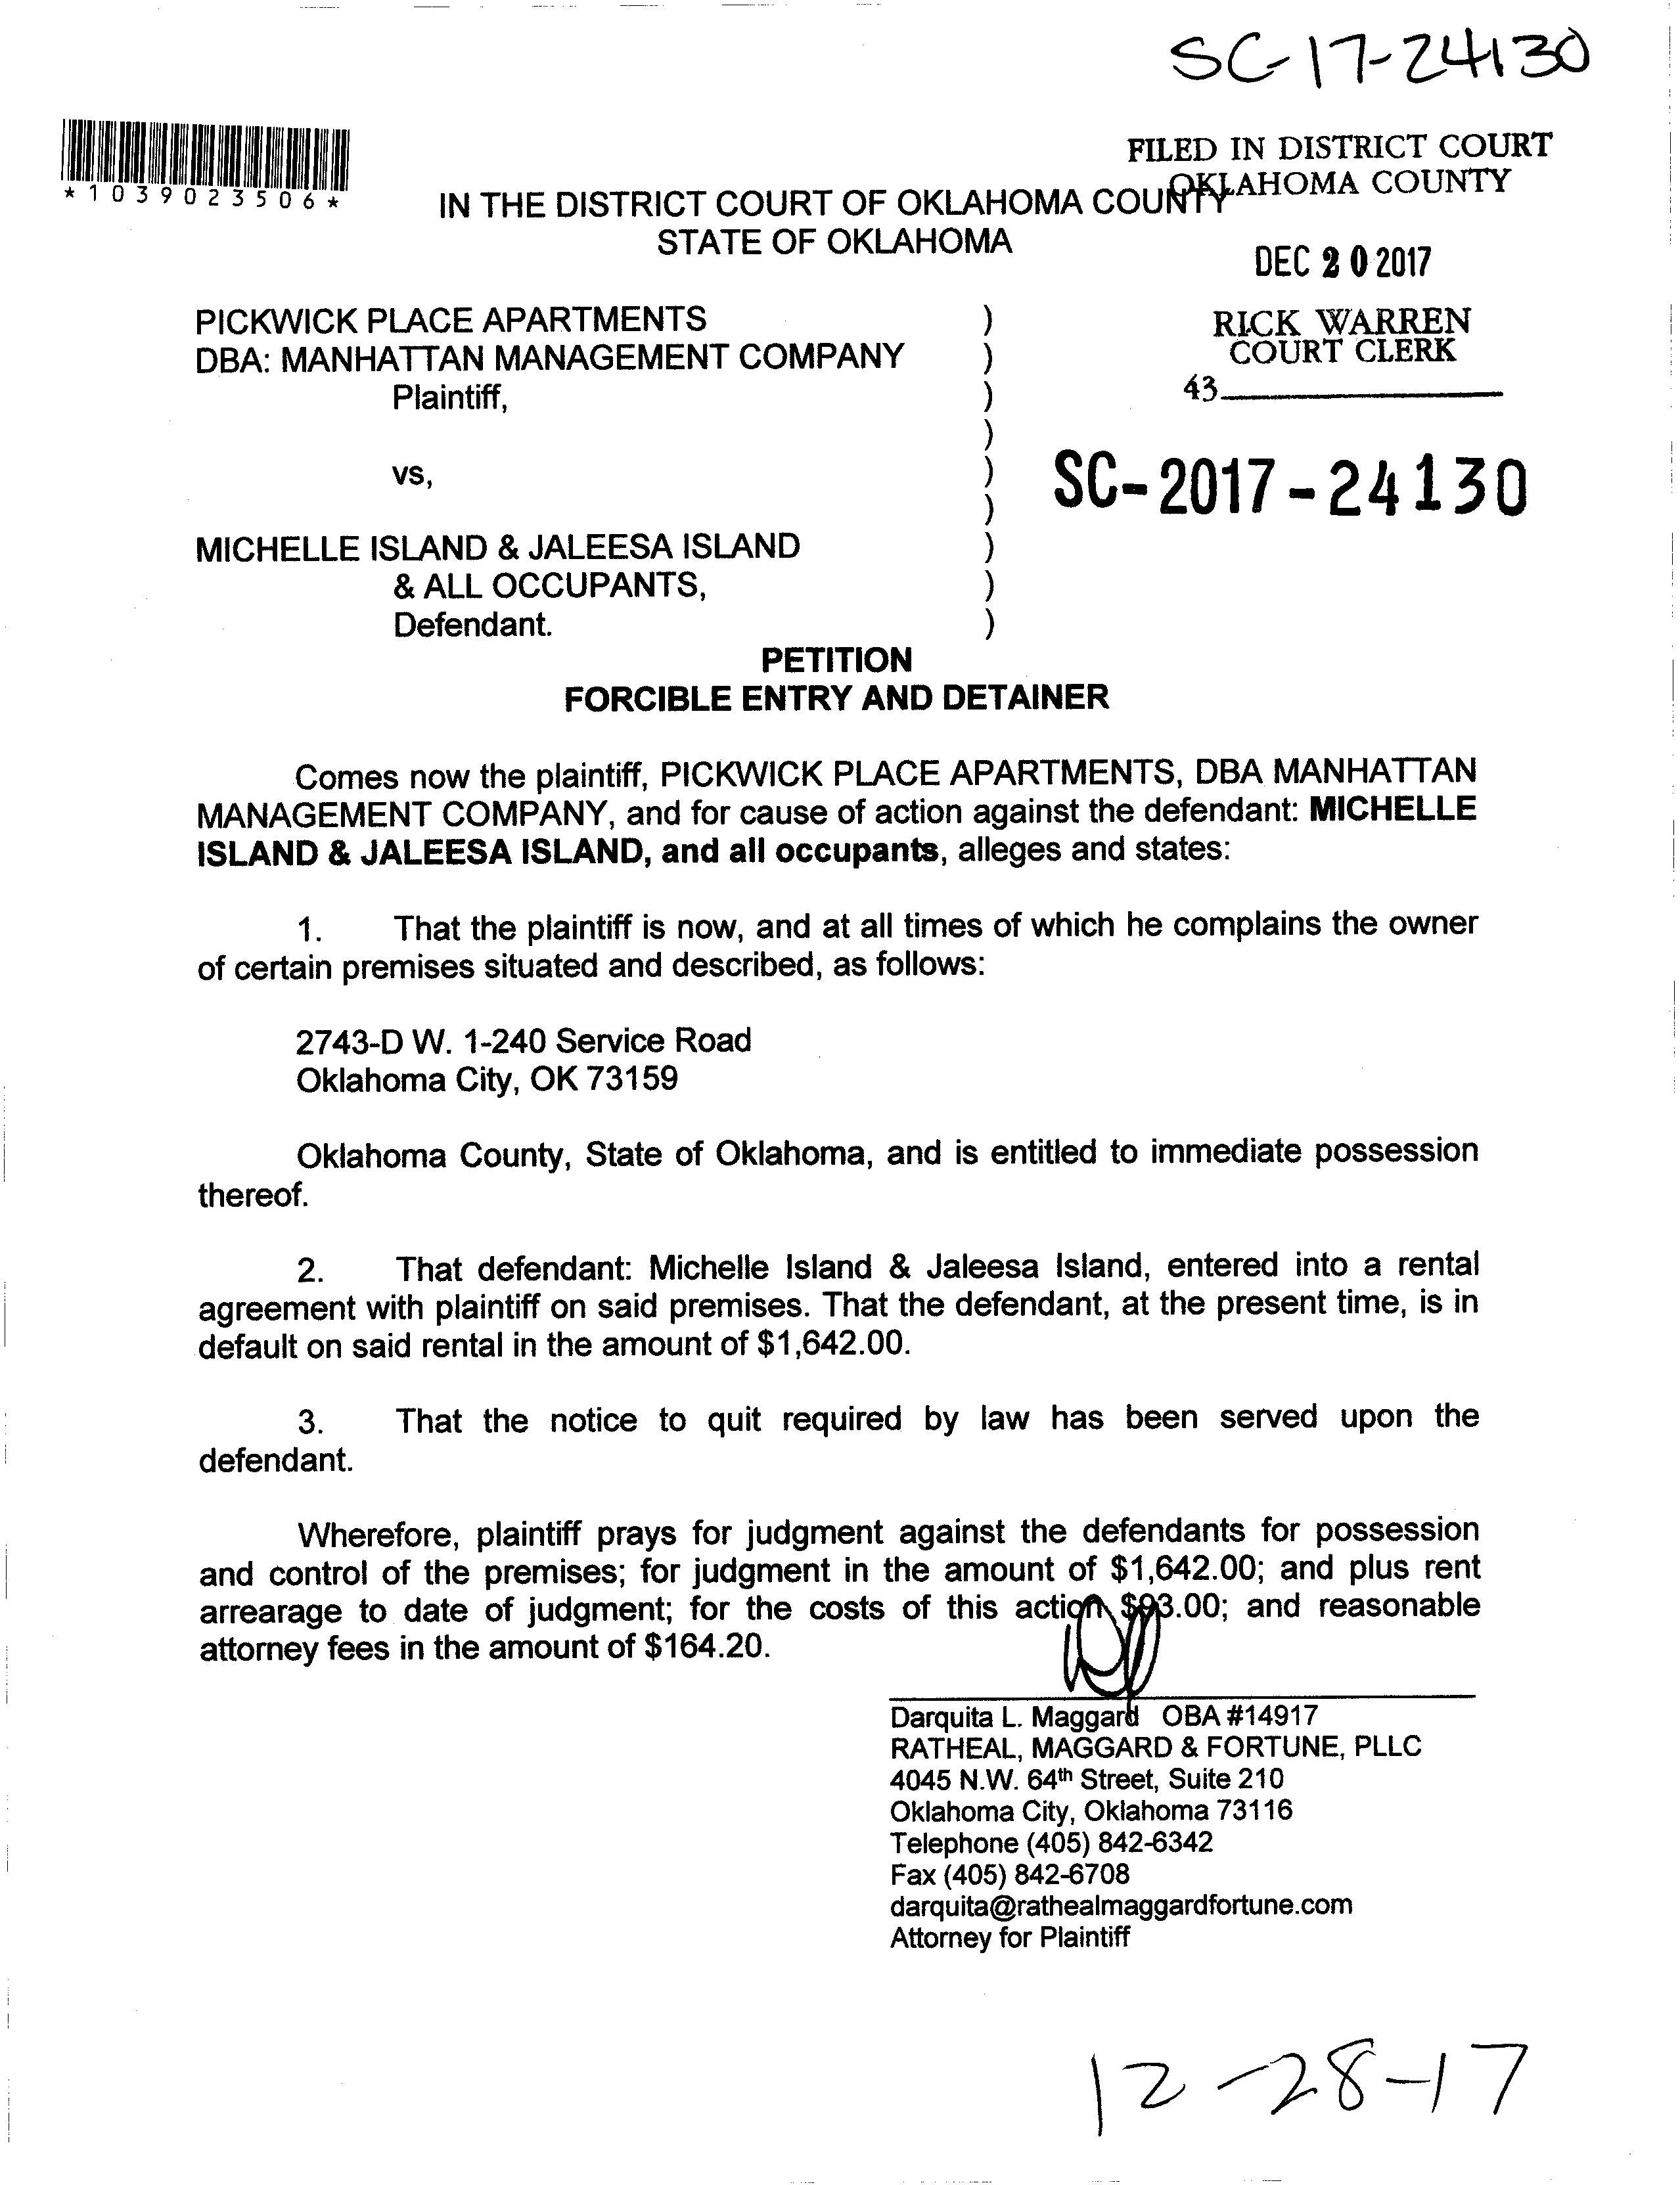 SC-17-24130
*1039023506*
FILED IN DISTRICT COURT
OKLAHOMA COUNTY
IN THE DISTRICT COURT OF OKLAHOMA COUNTY
STATE OF OKLAHOMA
DEC 20 2017
RICK WARREN
COURT CLERK
43
SC-2017-24130
PICKWICK PLACE APARTMENTS )
DBA: MANHATTAN MANAGEMENT COMPANY )
Plaintiff, )
)
vs, )
)
MICHELLE ISLAND & JALEESA ISLAND )
& ALL OCCUPANTS, )
Defendant. )
PETITION
FORCIBLE ENTRY AND DETAINER
Comes now the plaintiff, PICKWICK PLACE APARTMENTS, DBA MANHATTAN
MANAGEMENT COMPANY, and for cause of action against the defendant: MICHELLE
ISLAND & JALEESA ISLAND, and all occupants, alleges and states:
1. That the plaintiff is now, and at all times of which he complains the owner
of certain premises situated and described, as follows:
2743-D W. 1-240 Service Road
Oklahoma City, OK 73159
Oklahoma County, State of Oklahoma, and is entitled to immediate possession
thereof.
2. That defendant: Michelle Island & Jaleesa Island, entered into a rental
agreement with plaintiff on said premises. That the defendant, at the present time, is in
default on said rental in the amount of $1,642.00.
3. That the notice to quit required by law has been served upon the
defendant.
Wherefore, plaintiff prays for judgment against the defendants for possession
and control of the premises; for judgment in the amount of $1,642.00; and plus rent
arrearage to date of judgment; for the costs of this action $93.00; and reasonable
attorney fees in the amount of $164.20.
Darquita L. Maggard OBA #14917
RATHEAL, MAGGARD & FORTUNE, PLLC
4045 N.W. 64th Street, Suite 210
Oklahoma City, Oklahoma 73116
Telephone (405) 842-6342
Fax (405) 842-6708
darquita@rathealmaggardfortune.com
Attorney for Plaintiff
12-28-17